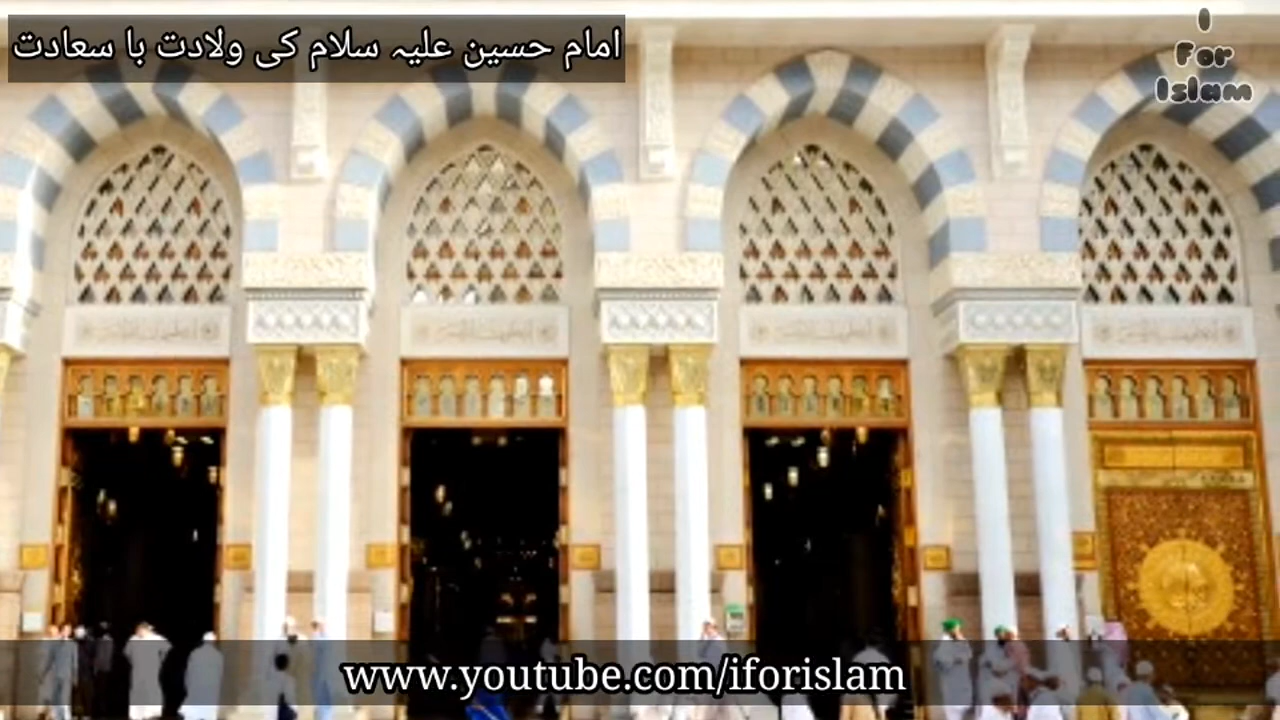 امام حسین علیہ سلام کی ولادت با سعادت
I
For
Islam
www.youtube.com/iforislam